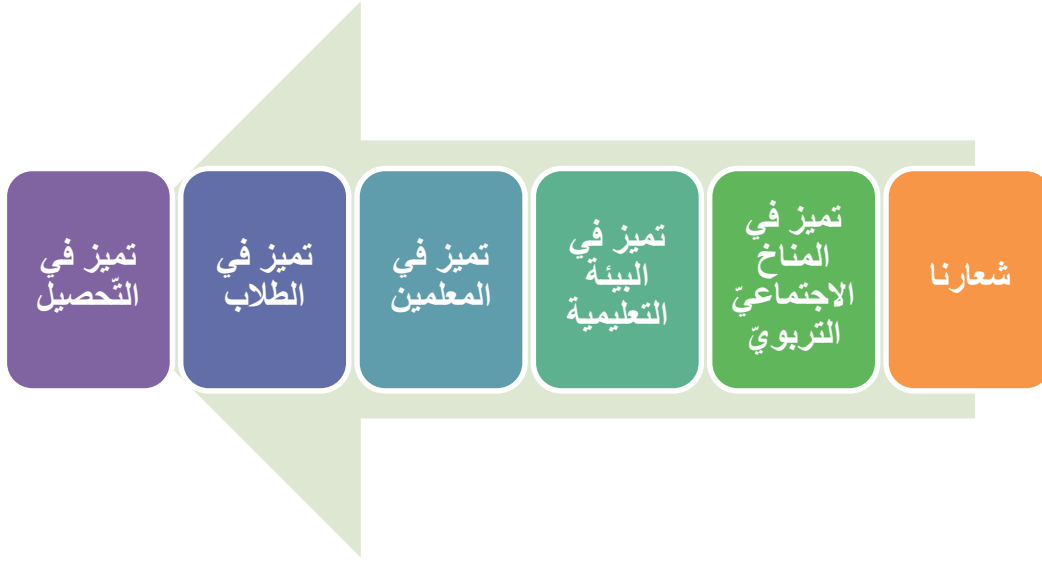 شعارنا
تميز في
المناخ
الاجتماعيّ
التربويّ
تميز في
البيئة
التعليمية
تميز في
المعلمين
تميز في
الطلاب
تميز في
التّحصيل